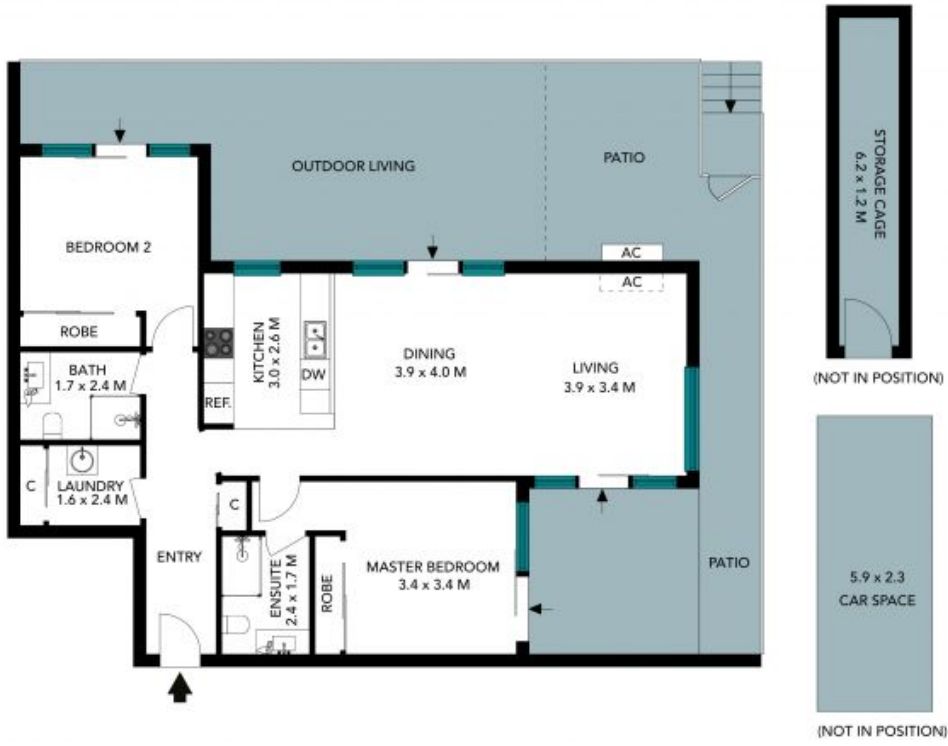 OUTDOOR LIVING
PATIO
BEDROOM 2
AC
AC
ROBE
KITCHEN
3.0 x 2.6 M
DINING
3.9 x 4.0 M
LIVING
3.9 x 3.4 M
BATH
1.7 x 2.4 M
DW
REF.
C
LAUNDRY
1.6 x 2.4 M
C
ENTRY
ENSUITE
2.4 x 1.7 M
ROBE
MASTER BEDROOM
3.4 x 3.4 M
PATIO
STORAGE CAGE
6.2 x 1.2 M
(NOT IN POSITION)
5.9 x 2.3
CAR SPACE
(NOT IN POSITION)